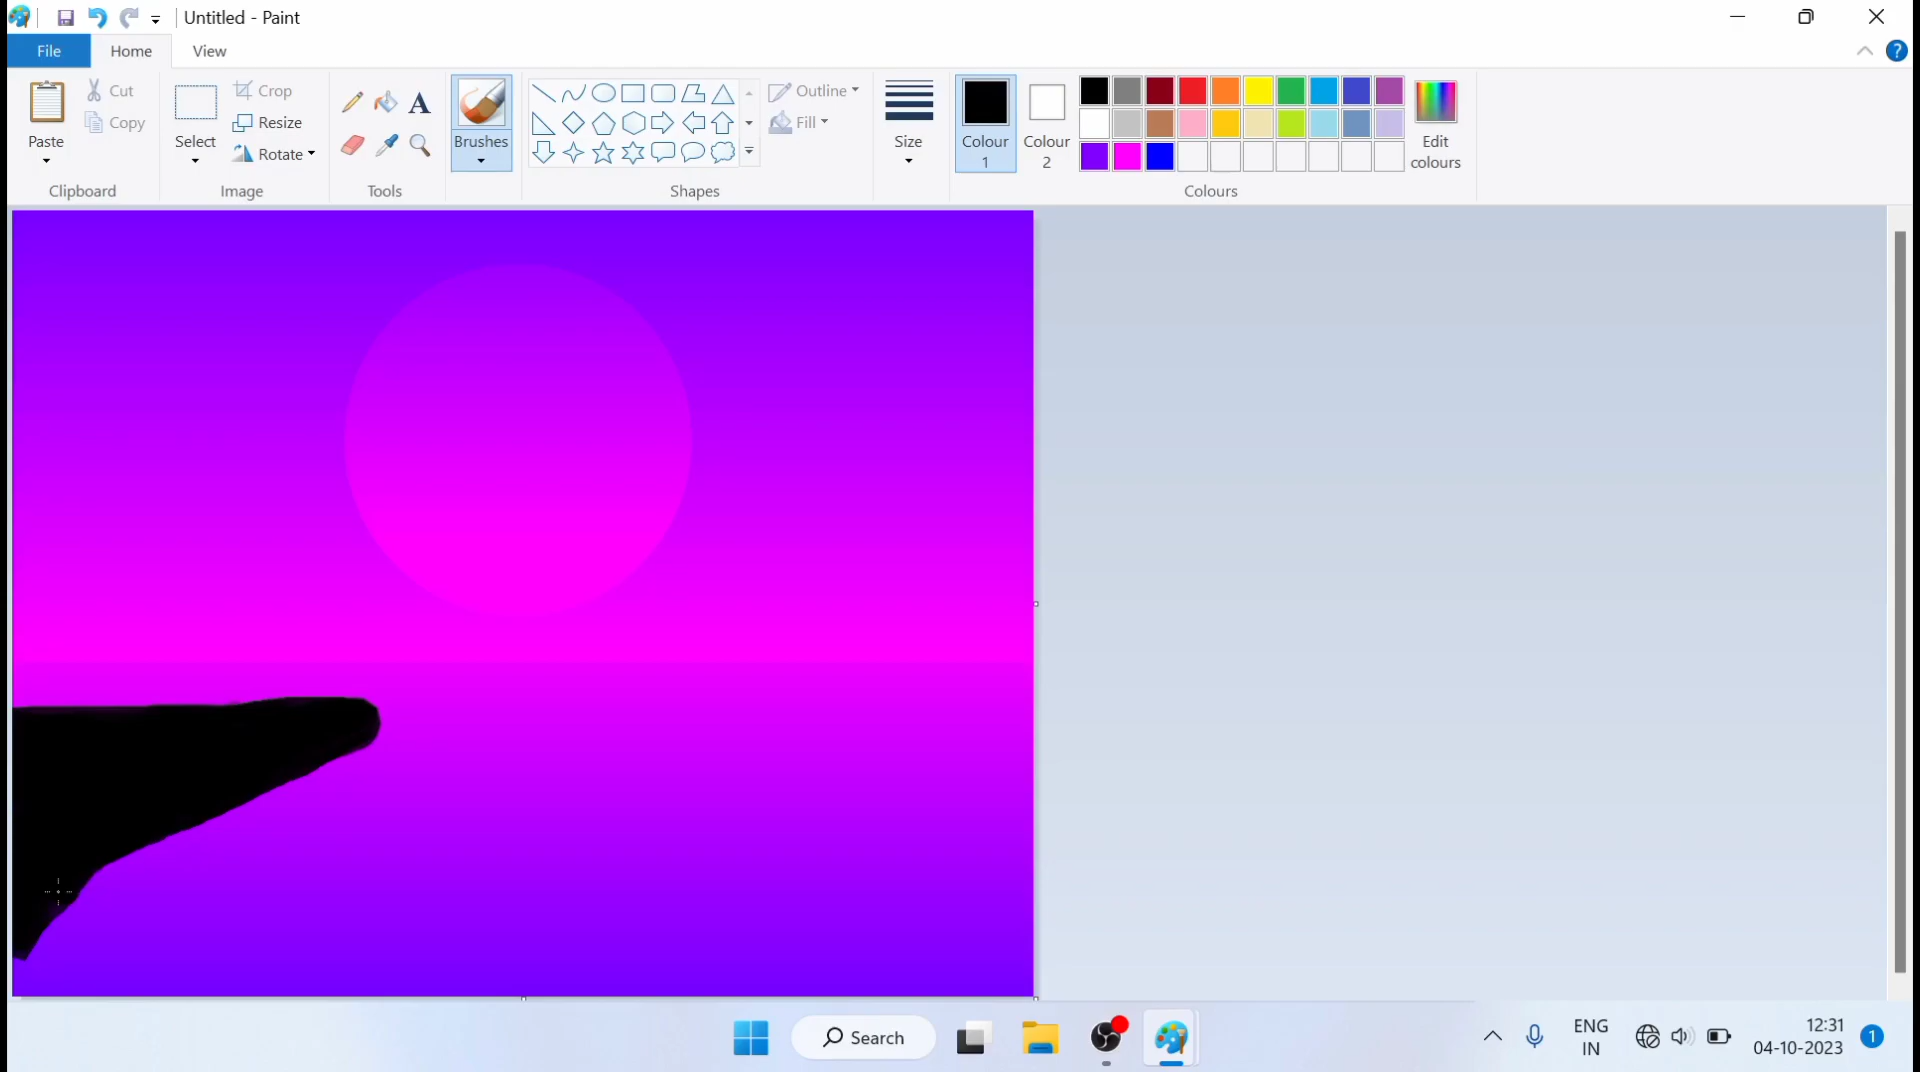 Untitled - Paint
File Home View
Paste
Cut
Copy
Clipboard
Select
Crop
Resize
Rotate
Image
A
Tools
Brushes
Shapes
Outline
Fill
Size
Colour 1
Colour 2
Edit colours
Colours
Search
ENG
IN
12:31
04-10-2023
1